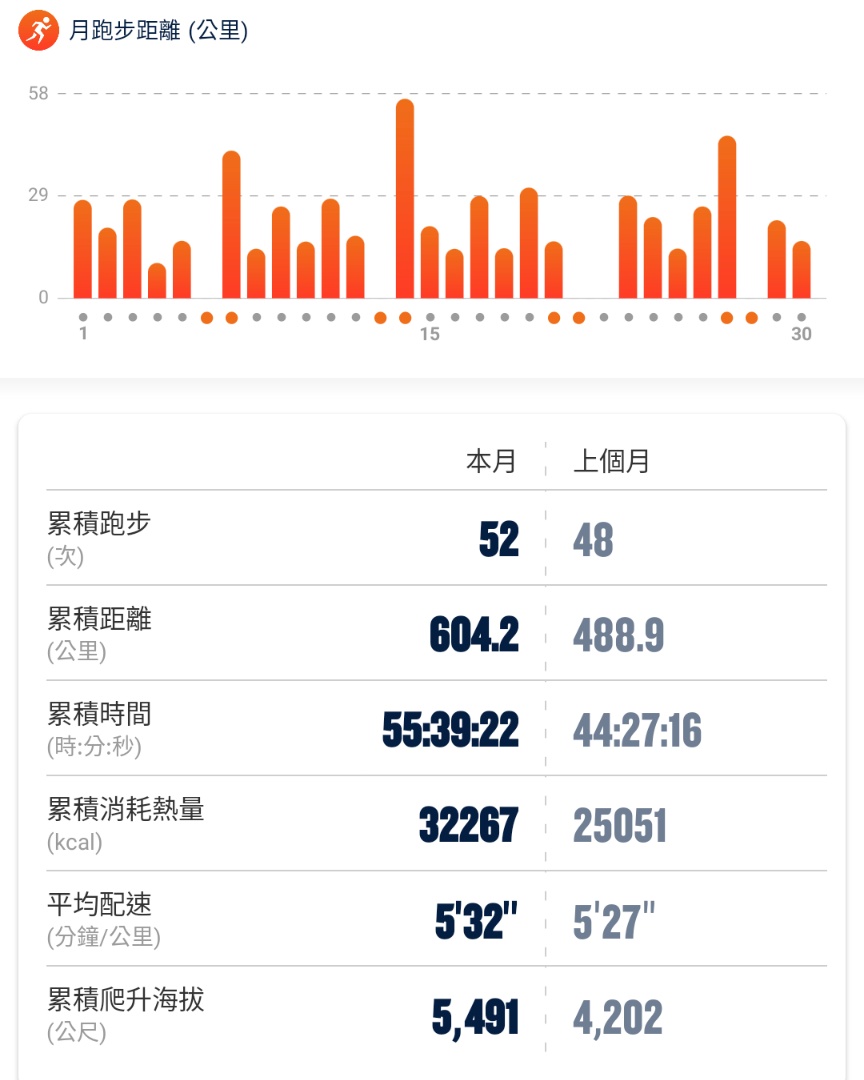 月跑步距離 (公里)
58
29
0
1 15 30
本月 上個月
累積跑步 52 48
(次)
累積距離 604.2 488.9
(公里)
累積時間 55:39:22 44:27:16
(時:分:秒)
累積消耗熱量 32267 25051
(kcal)
平均配速 5'32" 5'27"
(分鐘/公里)
累積爬升海拔 5,491 4,202
(公尺)